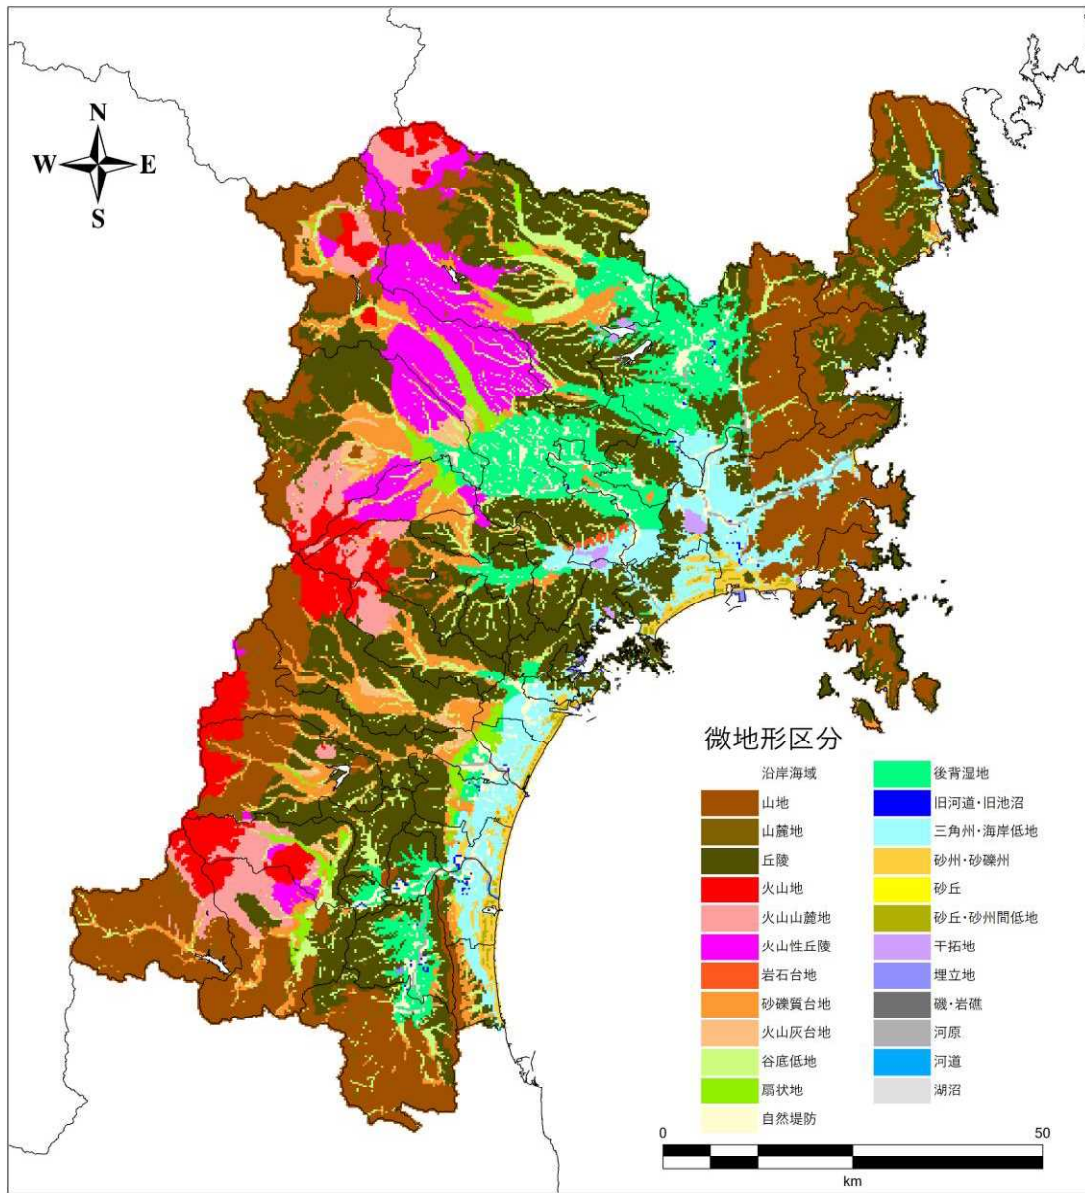 N
W E
S
微地形区分
沿岸海域
山地
山麓地
丘陵
火山地
火山山麓地
火山性丘陵
岩石台地
砂礫質台地
火山灰台地
谷底低地
扇状地
自然堤防
後背湿地
旧河道・旧池沼
三角州・海岸低地
砂州・砂礫州
砂丘
砂丘・砂州間低地
干拓地
埋立地
磯・岩礁
河原
河道
湖沼
0 50
km